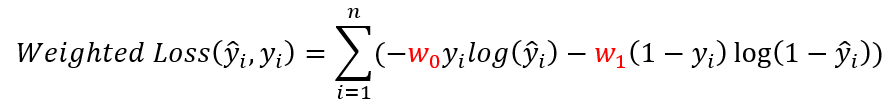 Weighted Loss(ŷᵢ, yᵢ) = ∑ᵢ₌₁ⁿ (−w₀yᵢlog(ŷᵢ) − w₁(1 − yᵢ) log(1 − ŷᵢ))